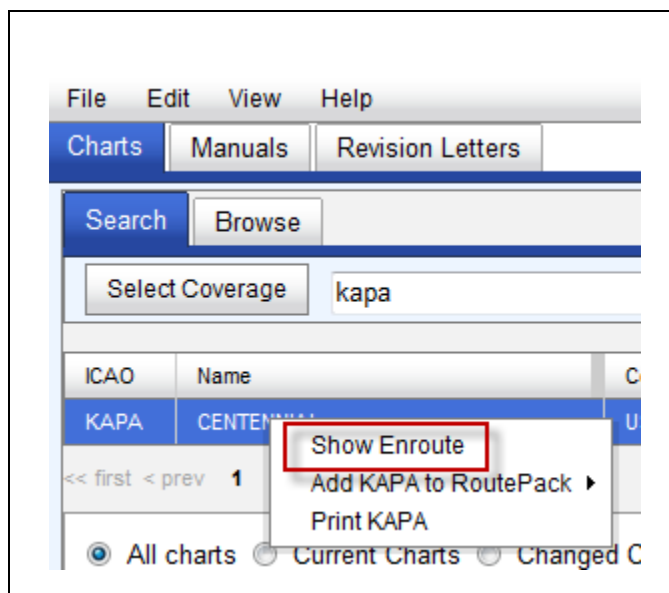 File Edit View Help
Charts Manuals Revision Letters
Search Browse
Select Coverage kapa
ICAO Name
KAPA
Show Enroute
<< first < prev 1
Add KAPA to RoutePack
Print KAPA
All charts Current Charts